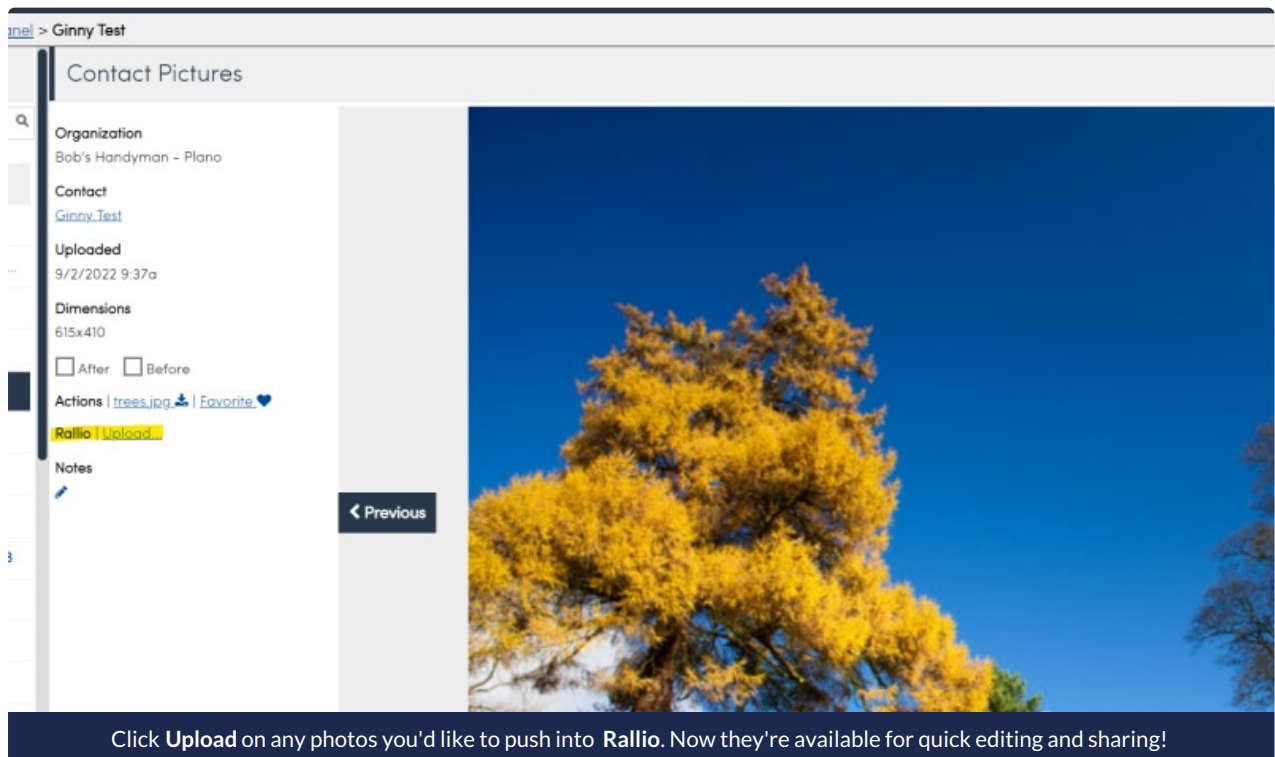 anel > Ginny Test
Contact Pictures
Organization
Bob's Handyman - Plano
Contact
Ginny Test
Uploaded
9/2/2022 9:37a
...
Dimensions
615x410
After Before
Actions | trees.jpg | Favorite
Rallio | Upload...
Notes
< Previous
Click Upload on any photos you'd like to push into Rallio. Now they're available for quick editing and sharing!